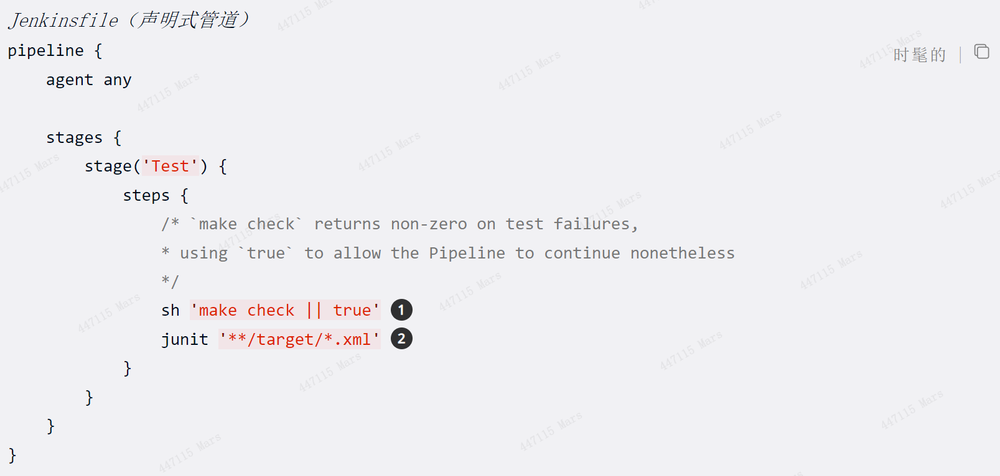 Jenkinsfile（声明式管道）
pipeline {
时髦的 |
    agent any
    stages {
        stage('Test') {
            steps {
                /* `make check` returns non-zero on test failures,
                * using `true` to allow the Pipeline to continue nonetheless
                */
                sh 'make check || true' 1
                junit '**/target/*.xml' 2
            }
        }
    }
}
447115 Mars